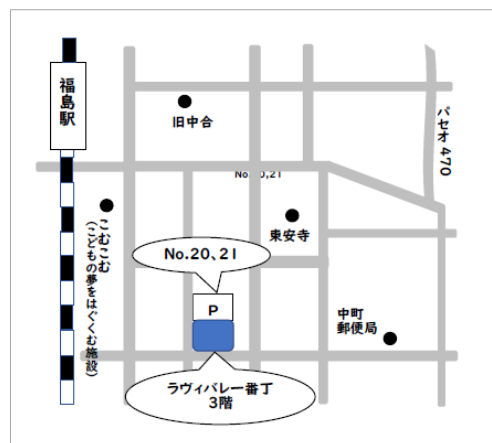 福島駅
旧中合
パセオ470
No.20,21
こむこむ
(こどもの夢をはぐくむ施設)
東安寺
No.20、21
P
中町
郵便局
ラヴィバレー一番丁
3階